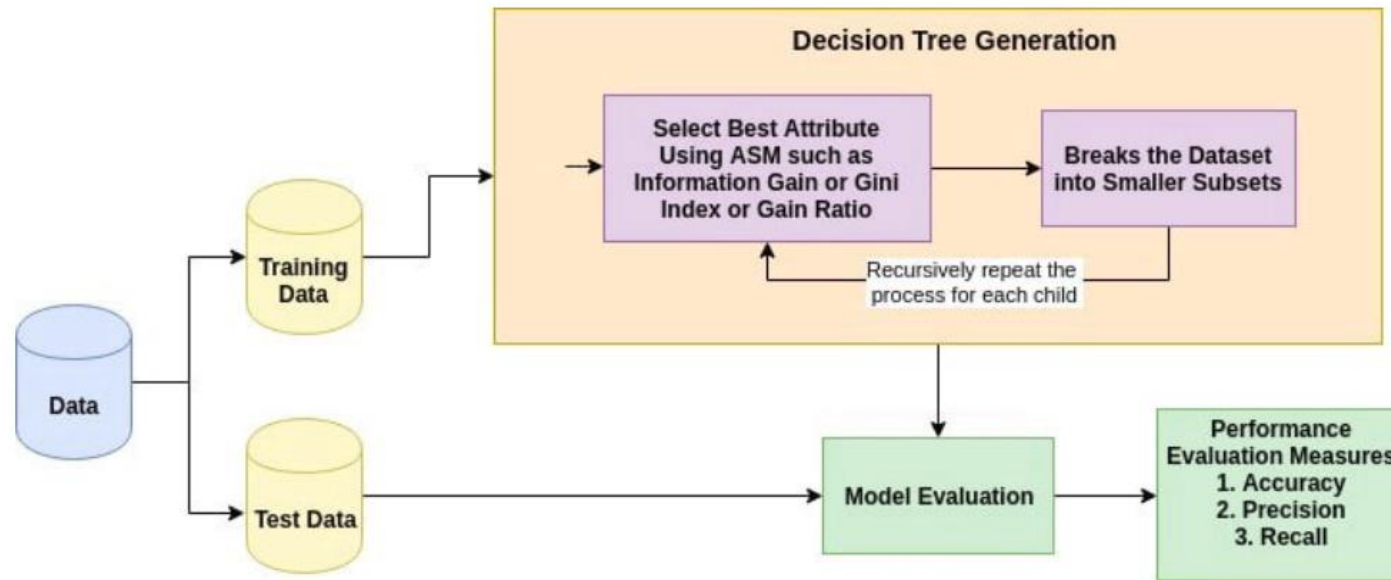 Decision Tree Generation
Select Best Attribute
Using ASM such as
Information Gain or Gini
Index or Gain Ratio
Breaks the Dataset
into Smaller Subsets
Recursively repeat the
process for each child
Training
Data
Data
Test Data
Model Evaluation
Performance
Evaluation Measures
1. Accuracy
2. Precision
3. Recall